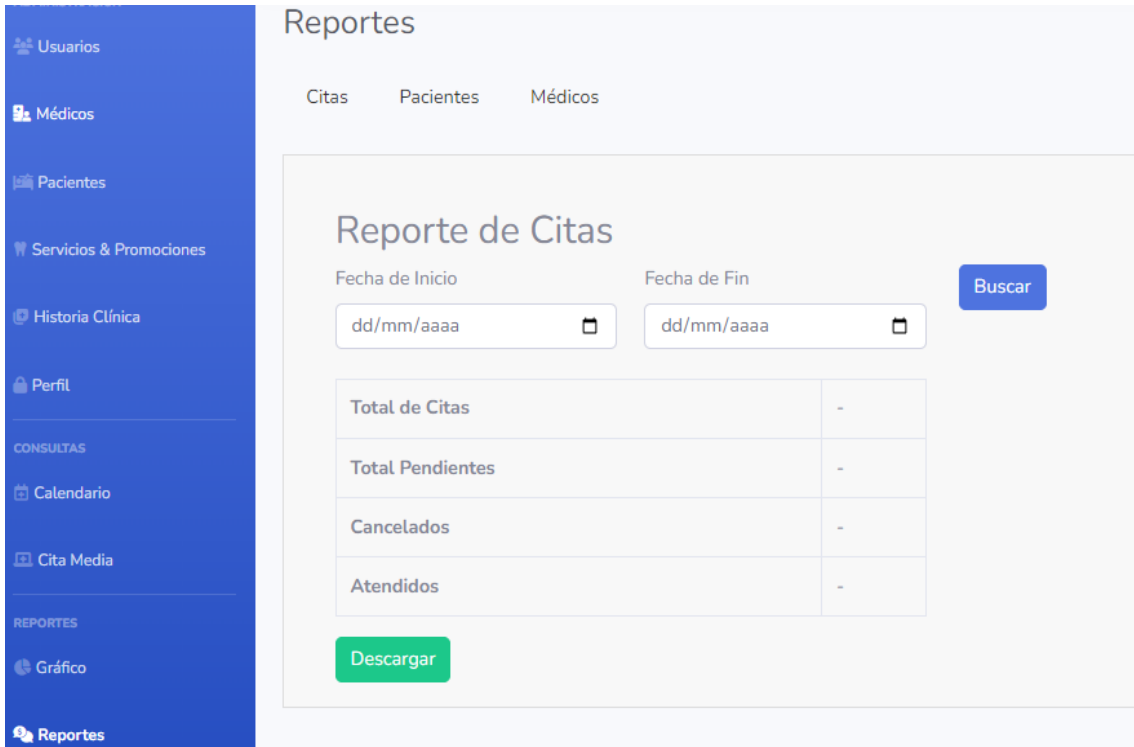 Usuarios
Médicos
Pacientes
Servicios & Promociones
Historia Clínica
Perfil
CONSULTAS
Calendario
Cita Media
REPORTES
Gráfico
Reportes
Reportes
Citas Pacientes Médicos
Reporte de Citas
Fecha de Inicio Fecha de Fin
dd/mm/aaaa dd/mm/aaaa Buscar
Total de Citas -
Total Pendientes -
Cancelados -
Atendidos -
Descargar